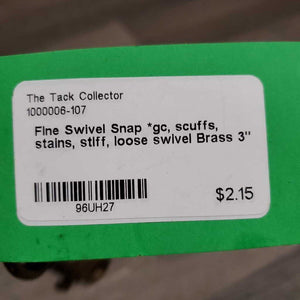 The Tack Collector
1000006-107
Fine Swivel Snap *gc, scuffs,
stains, stiff, loose swivel Brass 3"
96UH27
$2.15